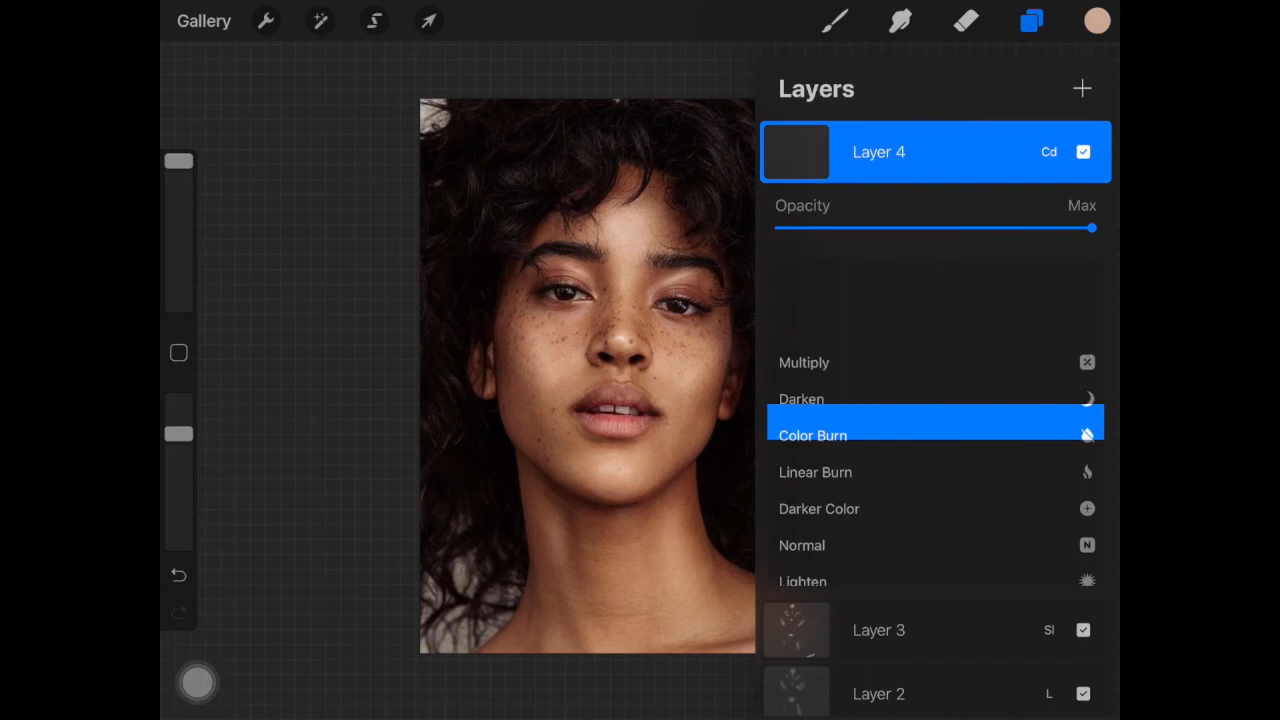 Gallery
Layers
Layer 4 Cd
Opacity Max
Multiply
Darken
Color Burn
Linear Burn
Darker Color
Normal N
Lighten
Layer 3 Sl
Layer 2 L